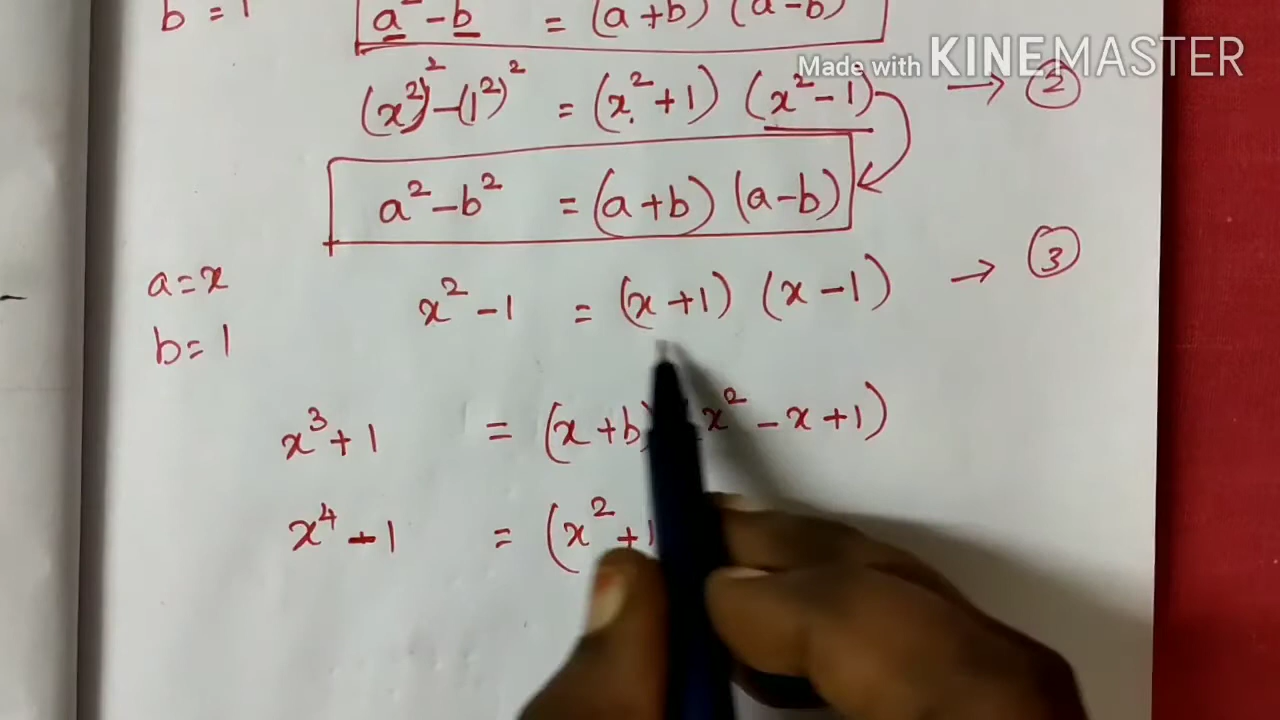 b = 1 a² - b = (a+b) (a-b)
Made with KINEMASTER
(x²)² - (1²)² = (x²+1) (x²-1) → ②
a² - b² = (a+b) (a-b)
a = x x² - 1 = (x+1) (x-1) → ③
b = 1
x³ + 1 = (x+b) x² - x + 1)
x⁴ - 1 = (x² + 1